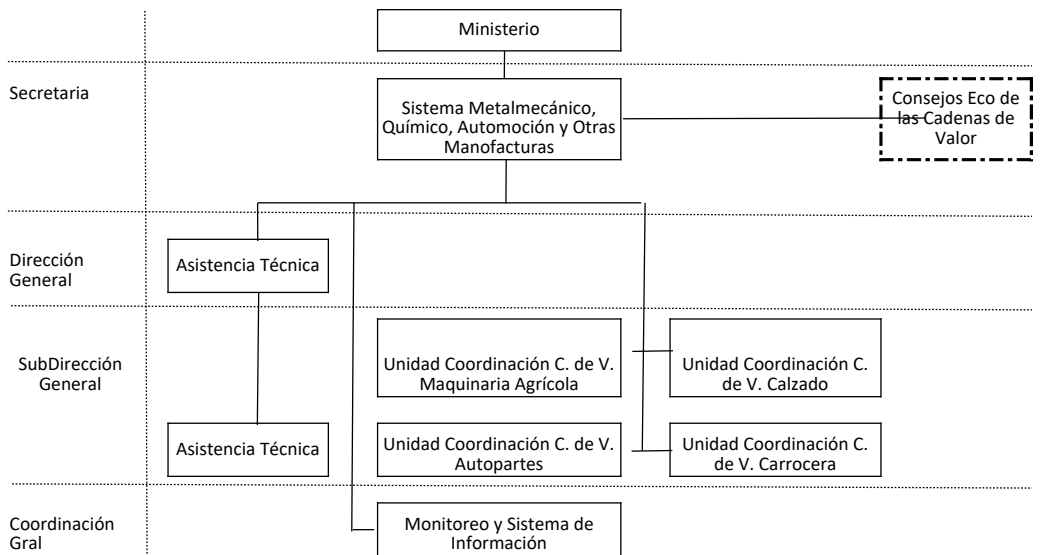 Ministerio
Secretaria
Sistema Metalmecánico,
Químico, Automoción y Otras
Manofacturas
Consejos Eco de
las Cadenas de
Valor
Dirección
General
Asistencia Técnica
SubDirección
General
Unidad Coordinación C. de V.
Maquinaria Agrícola
Unidad Coordinación C.
de V. Calzado
Asistencia Técnica
Unidad Coordinación C. de V.
Autopartes
Unidad Coordinación C.
de V. Carrocera
Coordinación
Gral
Monitoreo y Sistema de
Información